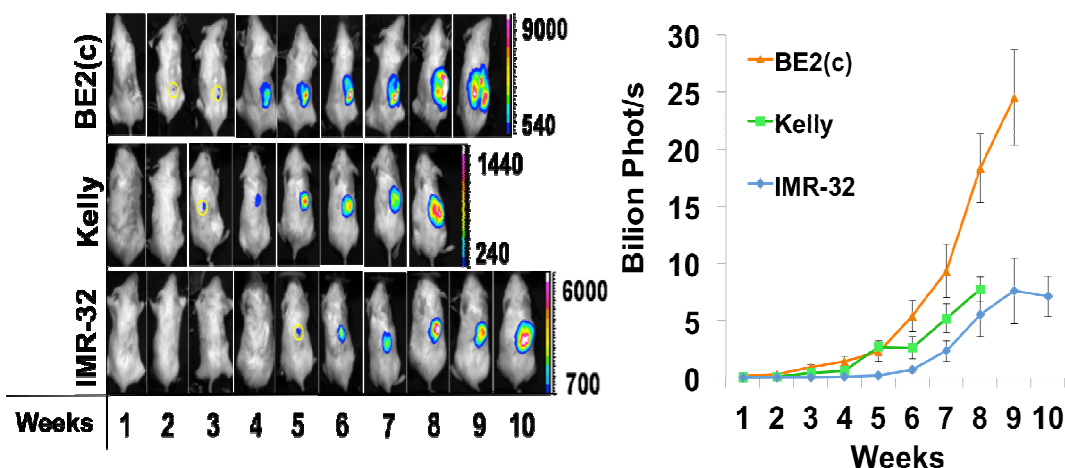 BE2(c)
9000
540
Kelly
1440
240
IMR-32
6000
700
Weeks 1 2 3 4 5 6 7 8 9 10
Bilion Phot/s
30
25
20
15
10
5
0
BE2(c)
Kelly
IMR-32
1 2 3 4 5 6 7 8 9 10
Weeks